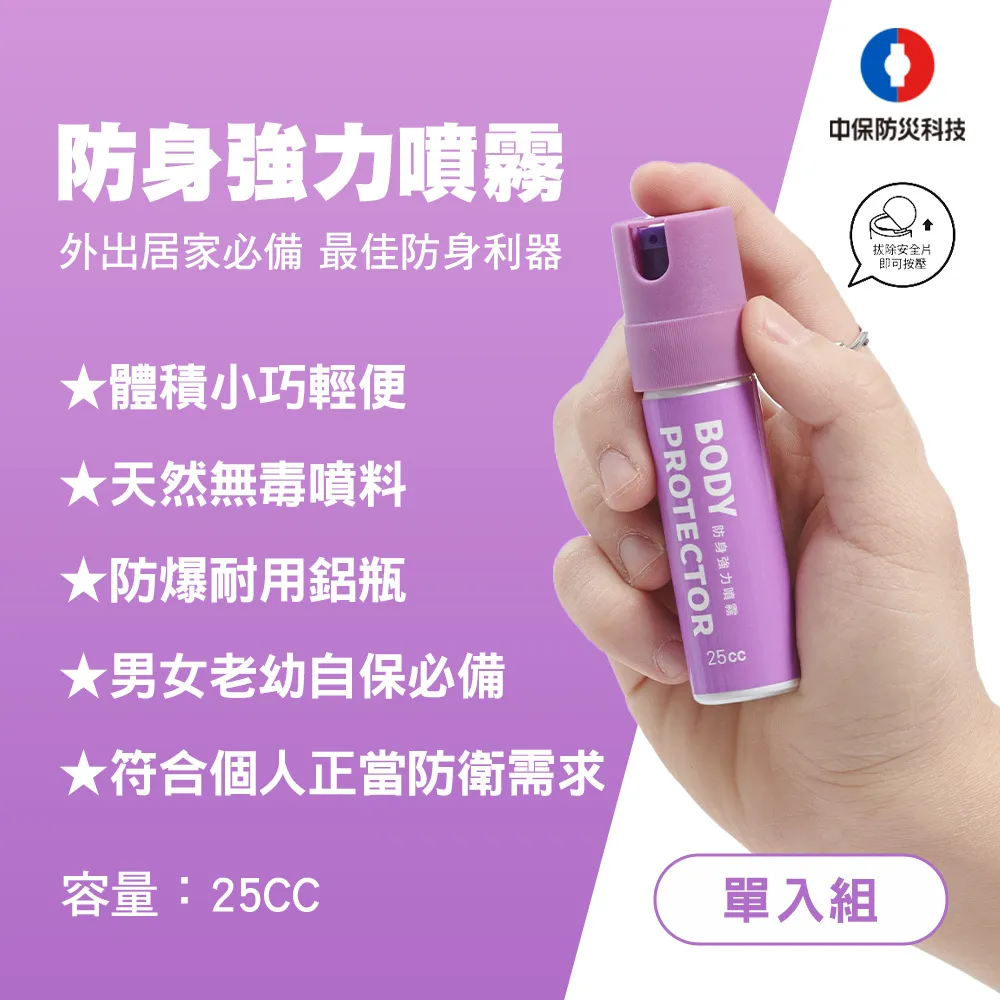 中保防災科技
防身強力噴霧
外出居家必備 最佳防身利器
拔除安全片
即可按壓
★體積小巧輕便
★天然無毒噴料
★防爆耐用鋁瓶
★男女老幼自保必備
★符合個人正當防衛需求
BODY
PROTECTOR
防身強力噴霧
25cc
容量：25CC
單入組